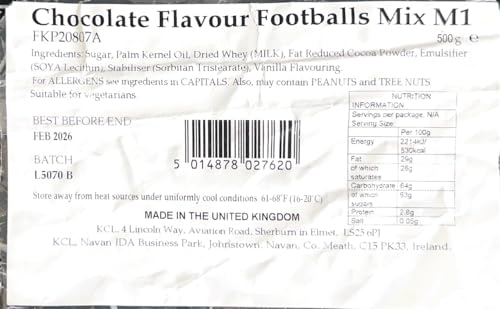 Chocolate Flavour Footballs Mix M1
FKP20807A
500g e
Ingredients: Sugar, Palm Kernel Oil, Dried Whey (MILK), Fat Reduced Cocoa Powder, Emulsifier
(SOYA Lecithin), Stabiliser (Sorbitan Tristearate), Vanilla Flavouring.
For ALLERGENS see ingredients in CAPITALS. Also, may contain PEANUTS and TREE NUTS
Suitable for vegetarians
BEST BEFORE END
FEB 2026
BATCH
L5070 B
5 014878 027620
NUTRITION
INFORMATION
Servings per package: N/A
Serving Size:
Per 100g
Energy 2214kJ/
530kcal
Fat 29g
of which 28g
saturates
Carbohydrate 64g
of which 63g
sugars
Protein 2.8g
Salt 0.05g
Store away from heat sources under uniformly cool conditions 61-68°F (16-20°C)
MADE IN THE UNITED KINGDOM
KCL, 4 Lincoln Way, Aviation Road, Sherburn in Elmet, LS25 6PJ
KCL, Navan IDA Business Park, Johnstown, Navan, Co. Meath, C15 PK33, Ireland.